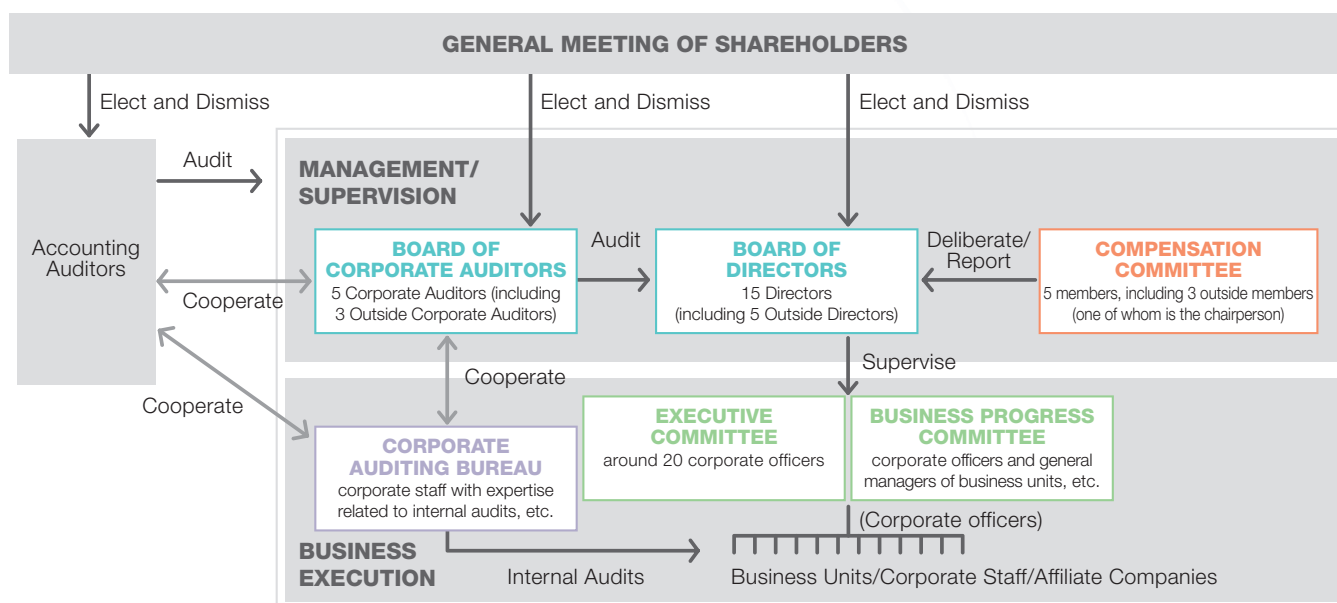 GENERAL MEETING OF SHAREHOLDERS
Elect and Dismiss
Elect and Dismiss
Elect and Dismiss
Accounting
Auditors
Audit
MANAGEMENT/
SUPERVISION
BOARD OF
CORPORATE AUDITORS
5 Corporate Auditors (including
3 Outside Corporate Auditors)
Audit
BOARD OF
DIRECTORS
15 Directors
(including 5 Outside Directors)
Deliberate/
Report
COMPENSATION
COMMITTEE
5 members, including 3 outside members
(one of whom is the chairperson)
Cooperate
Cooperate
Cooperate
Supervise
CORPORATE
AUDITING BUREAU
corporate staff with expertise
related to internal audits, etc.
EXECUTIVE
COMMITTEE
around 20 corporate officers
BUSINESS PROGRESS
COMMITTEE
corporate officers and general
managers of business units, etc.
(Corporate officers)
BUSINESS
EXECUTION
Internal Audits
Business Units/Corporate Staff/Affiliate Companies